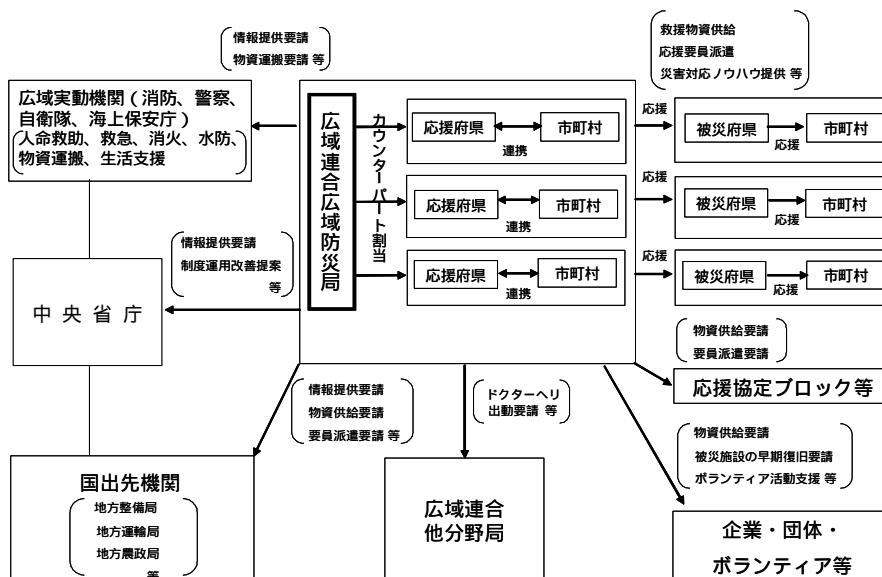 情報提供要請
物資運搬要請 等
救援物資供給
応援要員派遣
災害対応ノウハウ提供 等
広域実動機関（消防、警察、
自衛隊、海上保安庁）
人命救助、救急、消火、水防、
物資運搬、生活支援
広域連合広域防災局
カウンターパート割当
応援府県
市町村
連携
応援
被災府県
市町村
応援
応援府県
市町村
連携
応援
被災府県
市町村
応援
応援府県
市町村
連携
応援
被災府県
市町村
応援
情報提供要請
制度運用改善提案
等
中央省庁
物資供給要請
要員派遣要請
応援協定ブロック等
情報提供要請
物資供給要請
要員派遣要請 等
ドクターヘリ
出動要請 等
物資供給要請
被災施設の早期復旧要請
ボランティア活動支援 等
国出先機関
地方整備局
地方運輸局
地方農政局
等
広域連合
他分野局
企業・団体・
ボランティア等